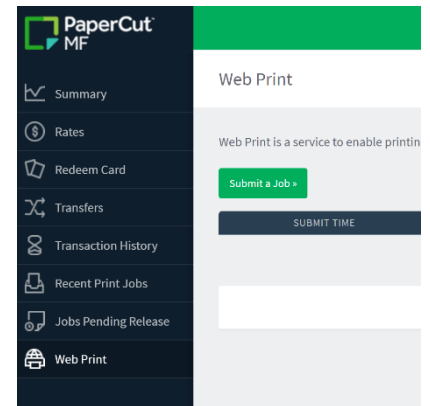 PaperCut
MF
Summary
Rates
Redeem Card
Transfers
Transaction History
Recent Print Jobs
Jobs Pending Release
Web Print
Web Print
Web Print is a service to enable printin
Submit a Job »
SUBMIT TIME